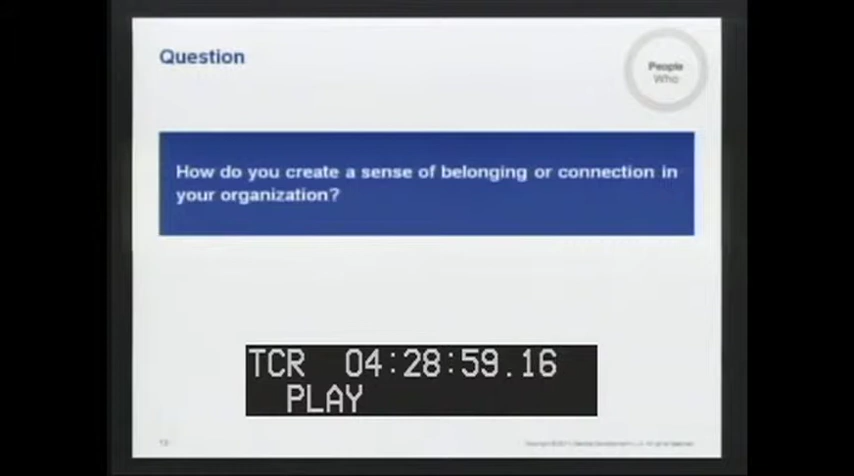 Question
People
Who
How do you create a sense of belonging or connection in
your organization?
TCR 04:28:59.16
PLAY